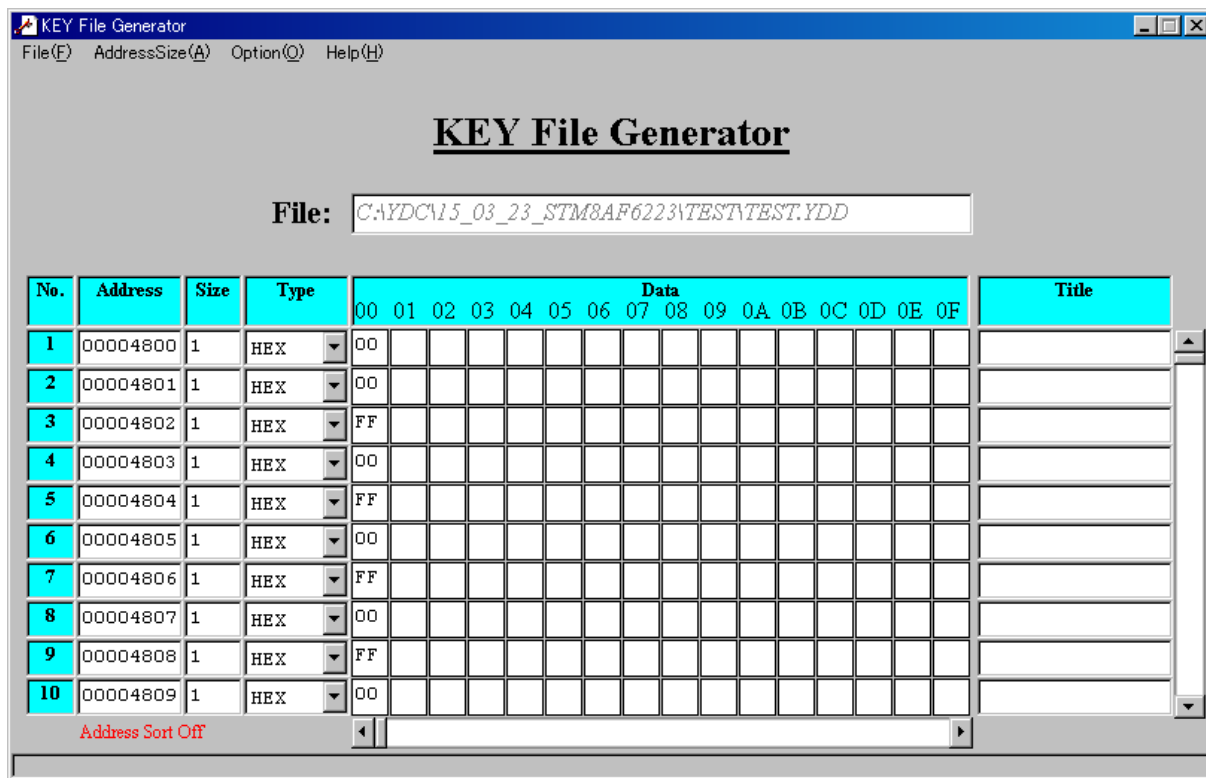 KEY File Generator
File(F) AddressSize(A) Option(O) Help(H)
KEY File Generator
File: C:\YDC\15_03_23_STM8AF6223\TEST\TEST.YDD
No. Address Size Type Data Title
00 01 02 03 04 05 06 07 08 09 0A 0B 0C 0D 0E 0F
1 00004800 1 HEX 00
2 00004801 1 HEX 00
3 00004802 1 HEX FF
4 00004803 1 HEX 00
5 00004804 1 HEX FF
6 00004805 1 HEX 00
7 00004806 1 HEX FF
8 00004807 1 HEX 00
9 00004808 1 HEX FF
10 00004809 1 HEX 00
Address Sort Off